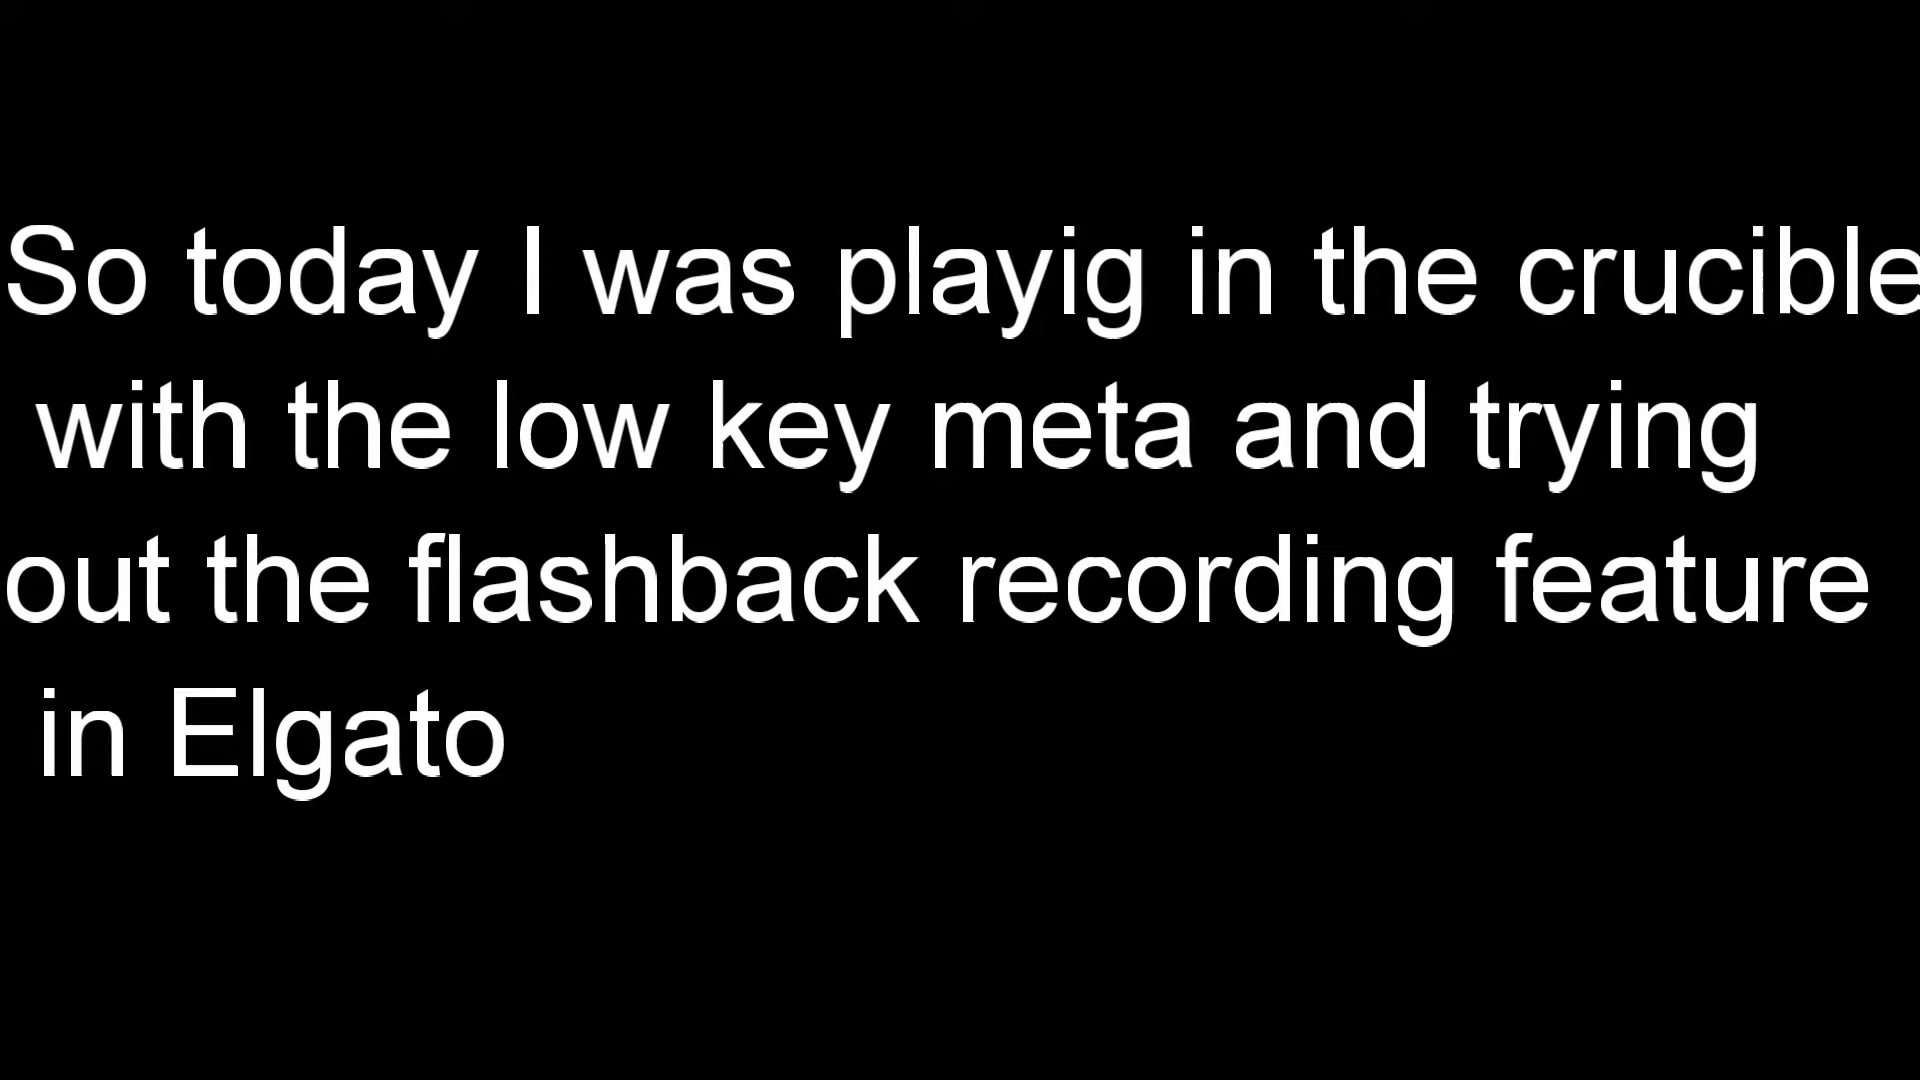 So today I was playig in the crucible
with the low key meta and trying
out the flashback recording feature
in Elgato